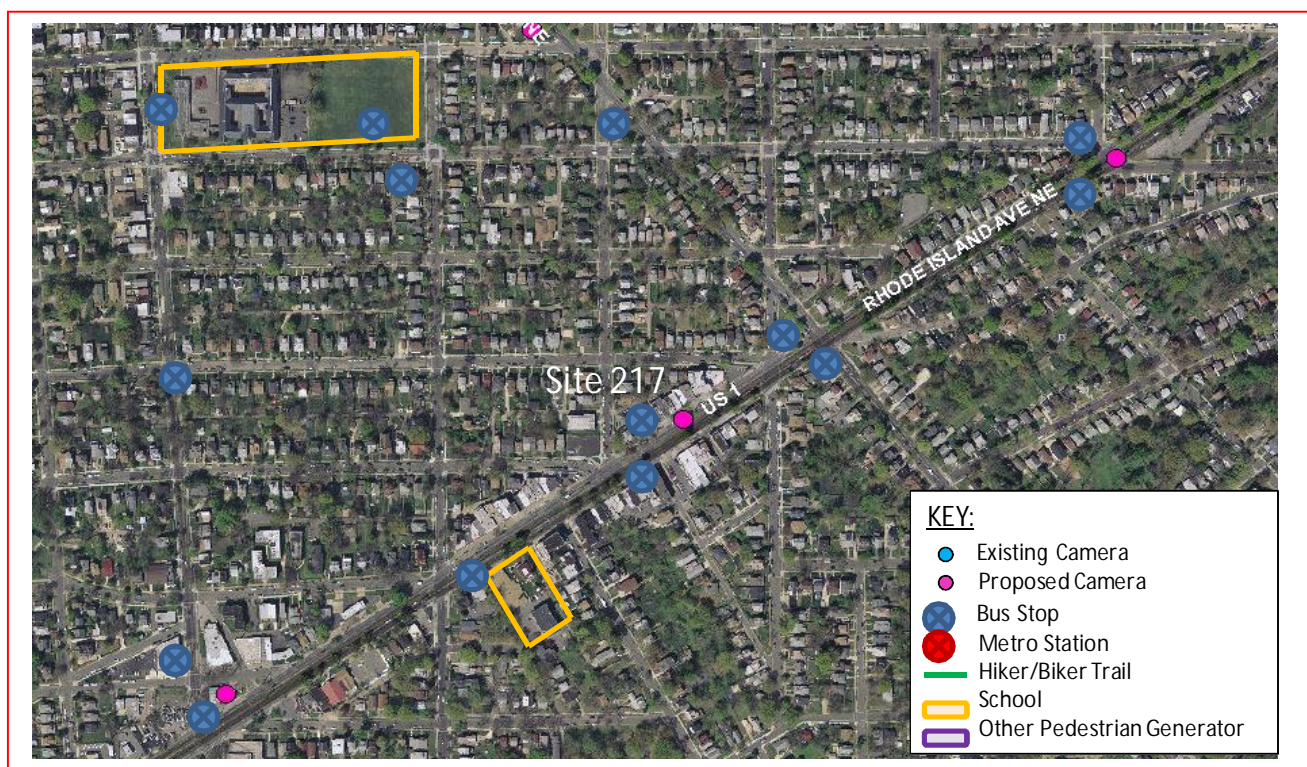 NE
RHODE ISLAND AVE NE
Site 217
US 1
KEY:
Existing Camera
Proposed Camera
Bus Stop
Metro Station
Hiker/Biker Trail
School
Other Pedestrian Generator